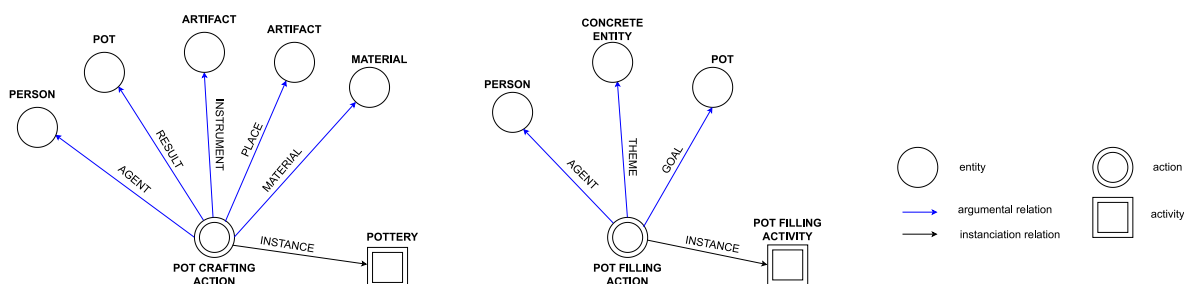 ARTIFACT
POT
ARTIFACT
MATERIAL
PERSON
AGENT
RESULT
INSTRUMENT
PLACE
MATERIAL
INSTANCE
POTTERY
POT CRAFTING
ACTION
CONCRETE
ENTITY
PERSON
POT
AGENT
THEME
GOAL
INSTANCE
POT FILLING
ACTIVITY
POT FILLING
ACTION
entity
action
argumental relation
instanciation relation
activity